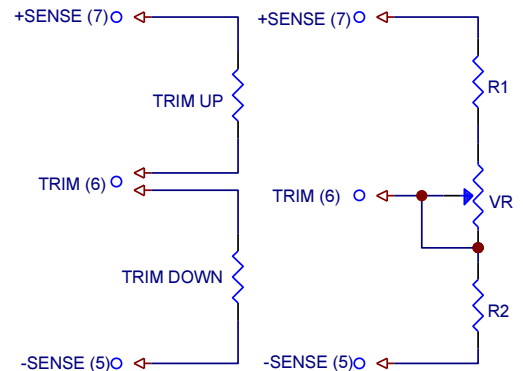 +SENSE (7)
TRIM UP
TRIM (6)
TRIM DOWN
-SENSE (5)
+SENSE (7)
R1
TRIM (6)
VR
R2
-SENSE (5)